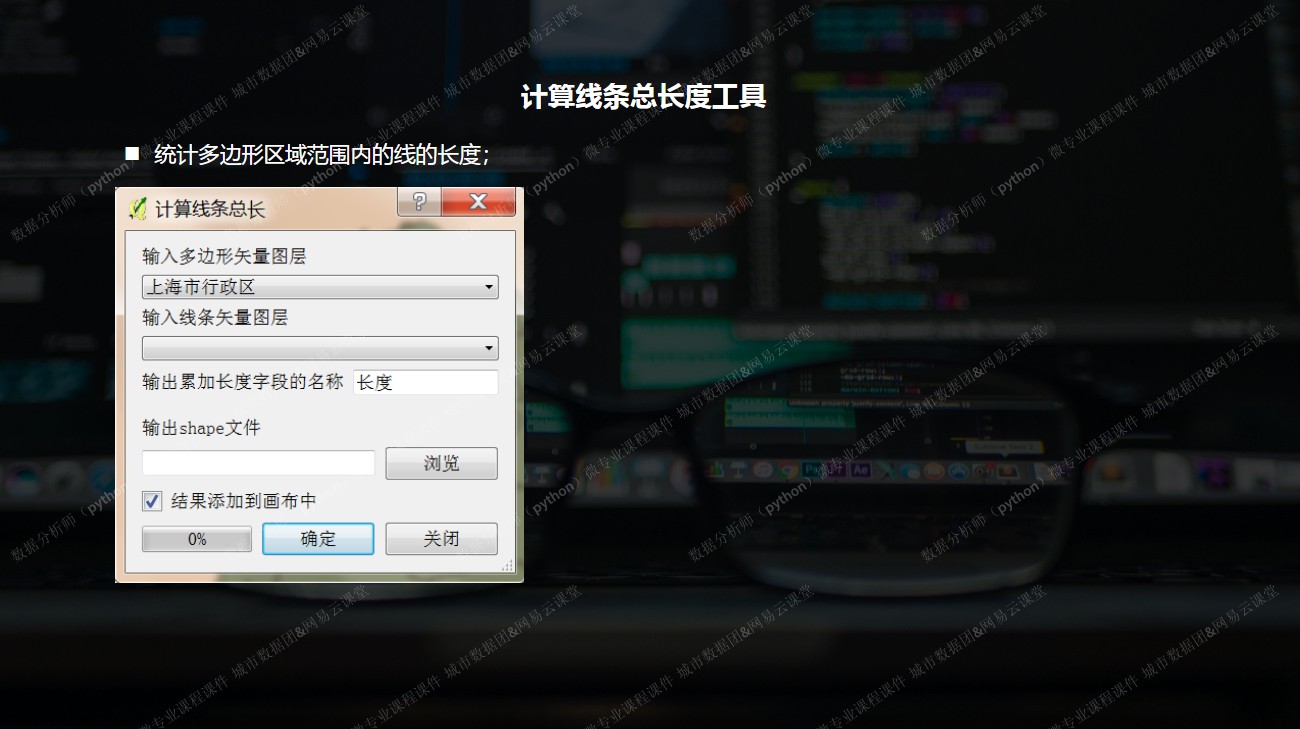 计算线条总长度工具
■ 统计多边形区域范围内的线的长度；
计算线条总长
输入多边形矢量图层
上海市行政区
输入线条矢量图层
输出累加长度字段的名称 长度
输出shape文件
浏览
结果添加到画布中
0% 确定 关闭
数据分析师（python）微专业课程课件 城市数据团&网易云课堂